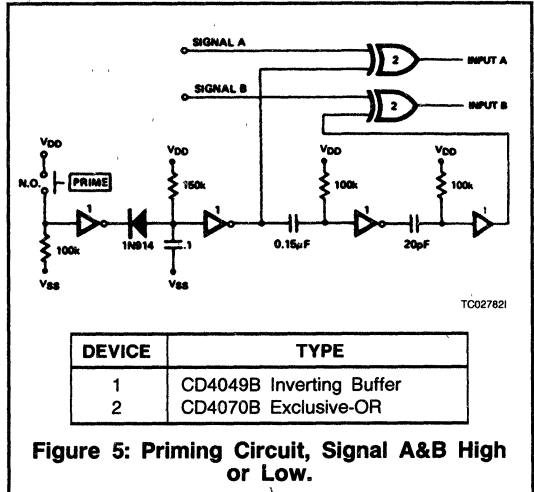 SIGNAL A
2
INPUT A
SIGNAL B
2
INPUT B
VDD
VDD
VDD
VDD
N.O.
PRIME
150k
100k
100k
1
1
1
1
100k
1N914
.1
0.15µF
20pF
VSS
VSS
TC02782I
DEVICE TYPE
1 CD4049B Inverting Buffer
2 CD4070B Exclusive-OR
Figure 5: Priming Circuit, Signal A&B High
or Low.